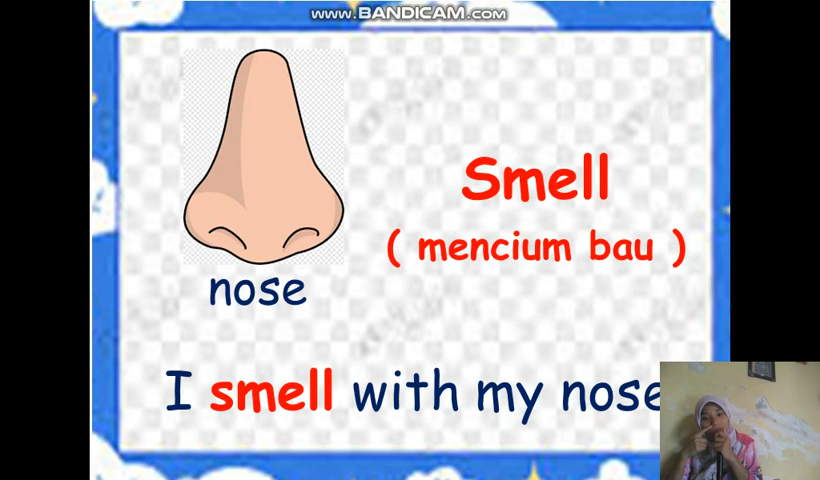 www.BANDICAM.com
Smell
( mencium bau )
nose
I smell with my nose